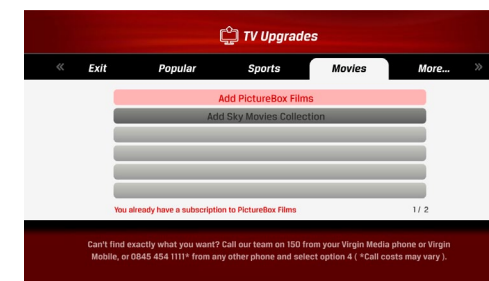 TV Upgrades
« Exit Popular Sports Movies More... »
Add PictureBox Films
Add Sky Movies Collection
You already have a subscription to PictureBox Films 1 / 2
Can't find exactly what you want? Call our team on 150 from your Virgin Media phone or Virgin
Mobile, or 0845 454 1111* from any other phone and select option 4 ( *Call costs may vary ).